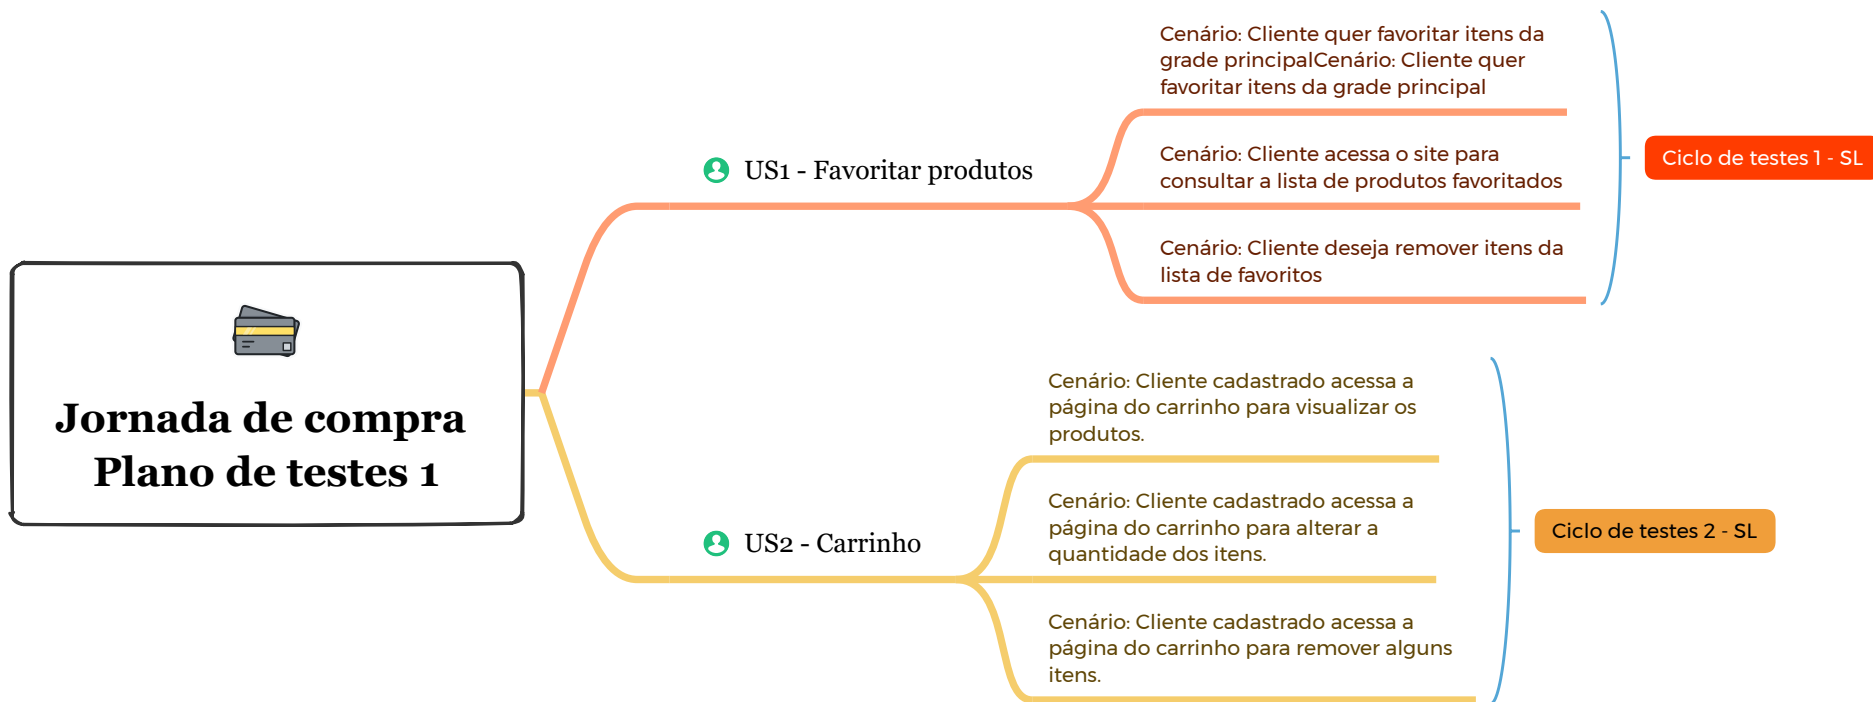 Jornada de compra
Plano de testes 1
US1 - Favoritar produtos
Cenário: Cliente quer favoritar itens da
grade principalCenário: Cliente quer
favoritar itens da grade principal
Cenário: Cliente acessa o site para
consultar a lista de produtos favoritados
Cenário: Cliente deseja remover itens da
lista de favoritos
Ciclo de testes 1 - SL
US2 - Carrinho
Cenário: Cliente cadastrado acessa a
página do carrinho para visualizar os
produtos.
Cenário: Cliente cadastrado acessa a
página do carrinho para alterar a
quantidade dos itens.
Cenário: Cliente cadastrado acessa a
página do carrinho para remover alguns
itens.
Ciclo de testes 2 - SL